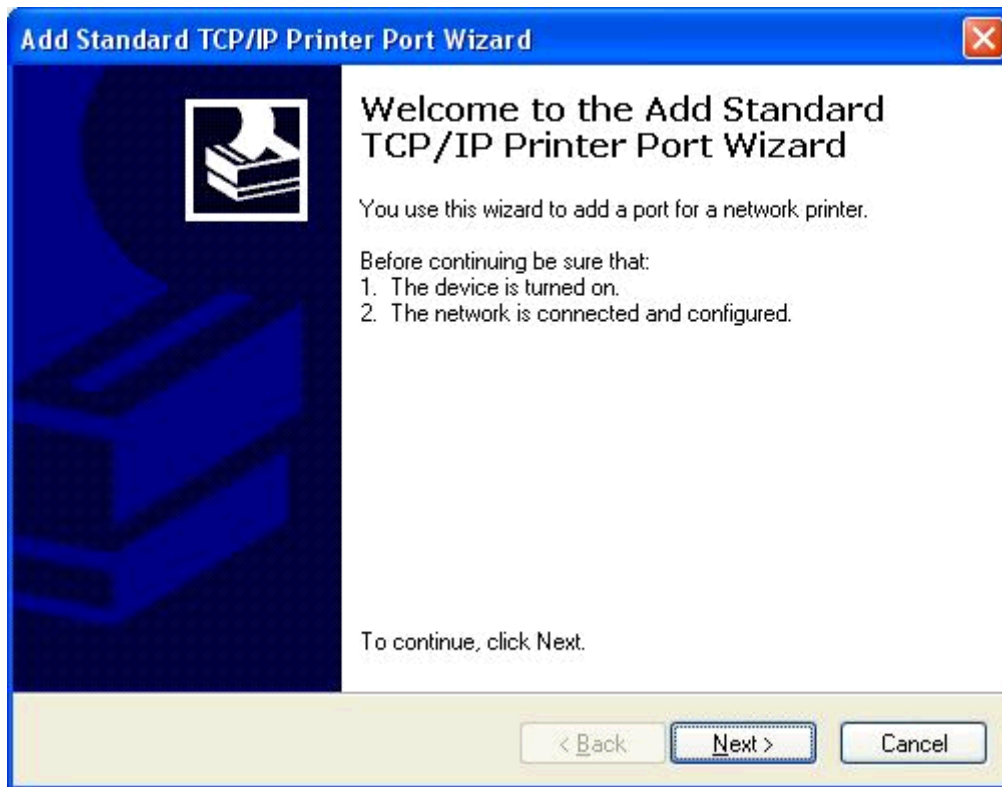 Add Standard TCP/IP Printer Port Wizard
Welcome to the Add Standard
TCP/IP Printer Port Wizard
You use this wizard to add a port for a network printer.
Before continuing be sure that:
1. The device is turned on.
2. The network is connected and configured.
To continue, click Next.
< Back Next > Cancel